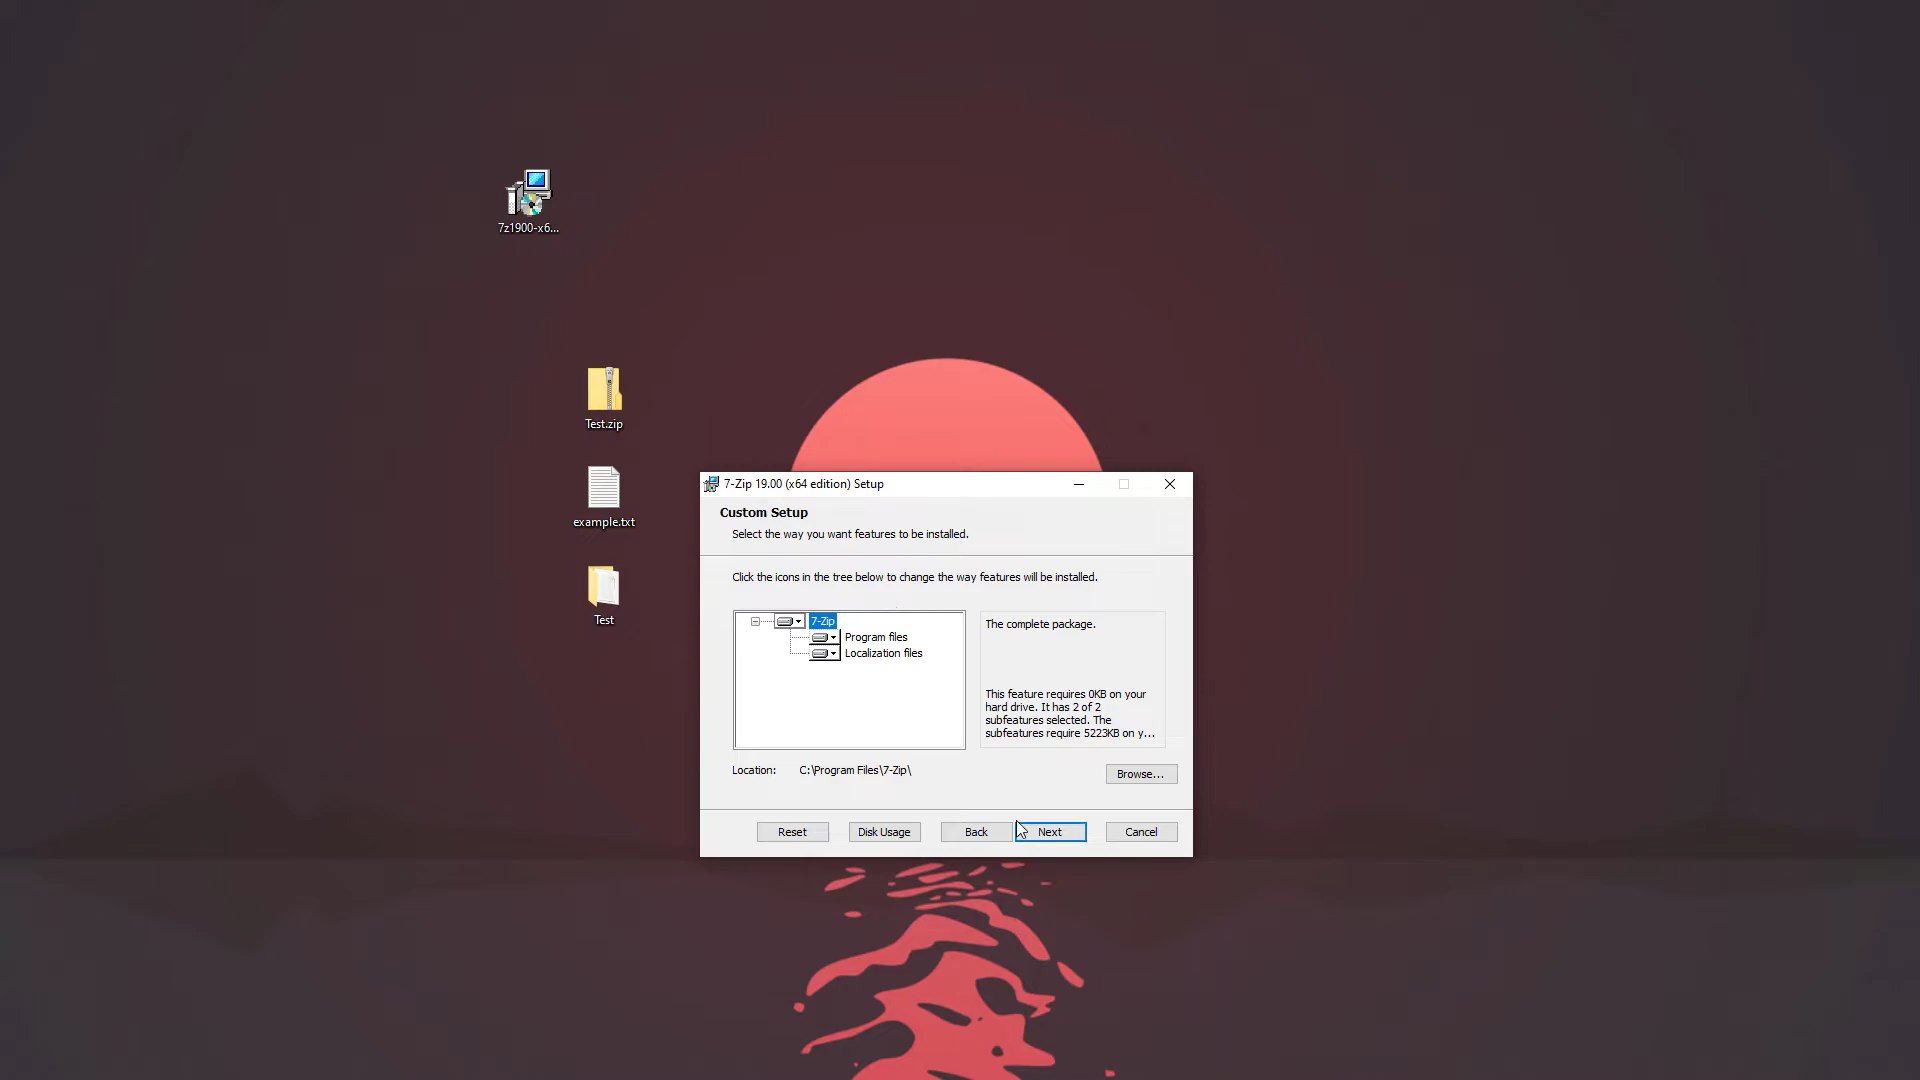 7z1900-x6...
Test.zip
example.txt
Test
7-Zip 19.00 (x64 edition) Setup
Custom Setup
Select the way you want features to be installed.
Click the icons in the tree below to change the way features will be installed.
7-Zip
Program files
Localization files
The complete package.
This feature requires 0KB on your
hard drive. It has 2 of 2
subfeatures selected. The
subfeatures require 5223KB on y...
Location: C:\Program Files\7-Zip\
Browse...
Reset Disk Usage Back Next Cancel